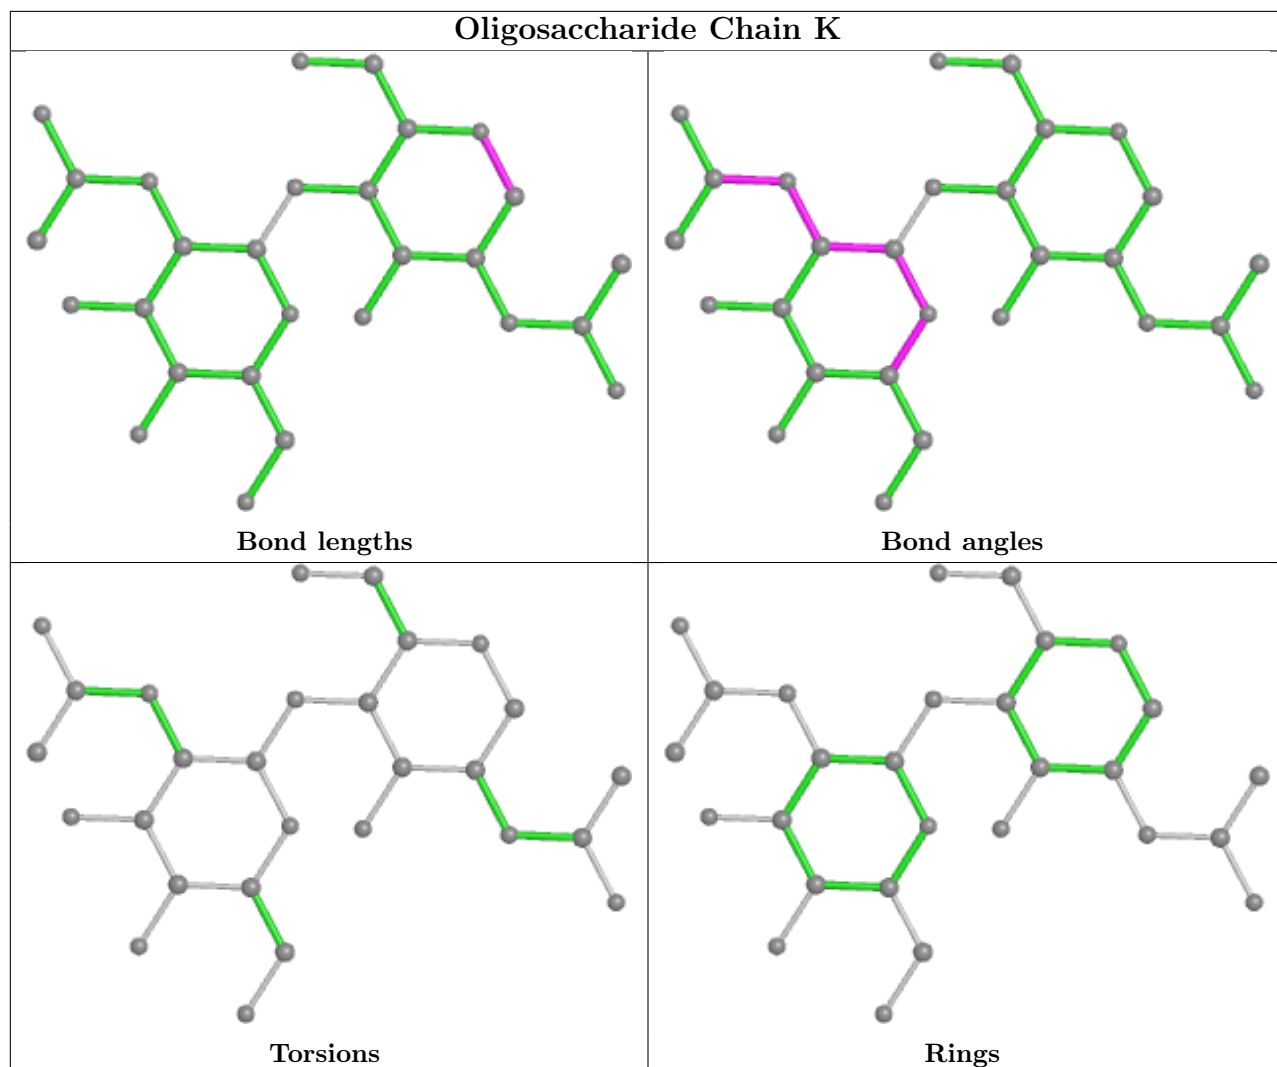 Oligosaccharide Chain K
Bond lengths
Bond angles
Torsions
Rings